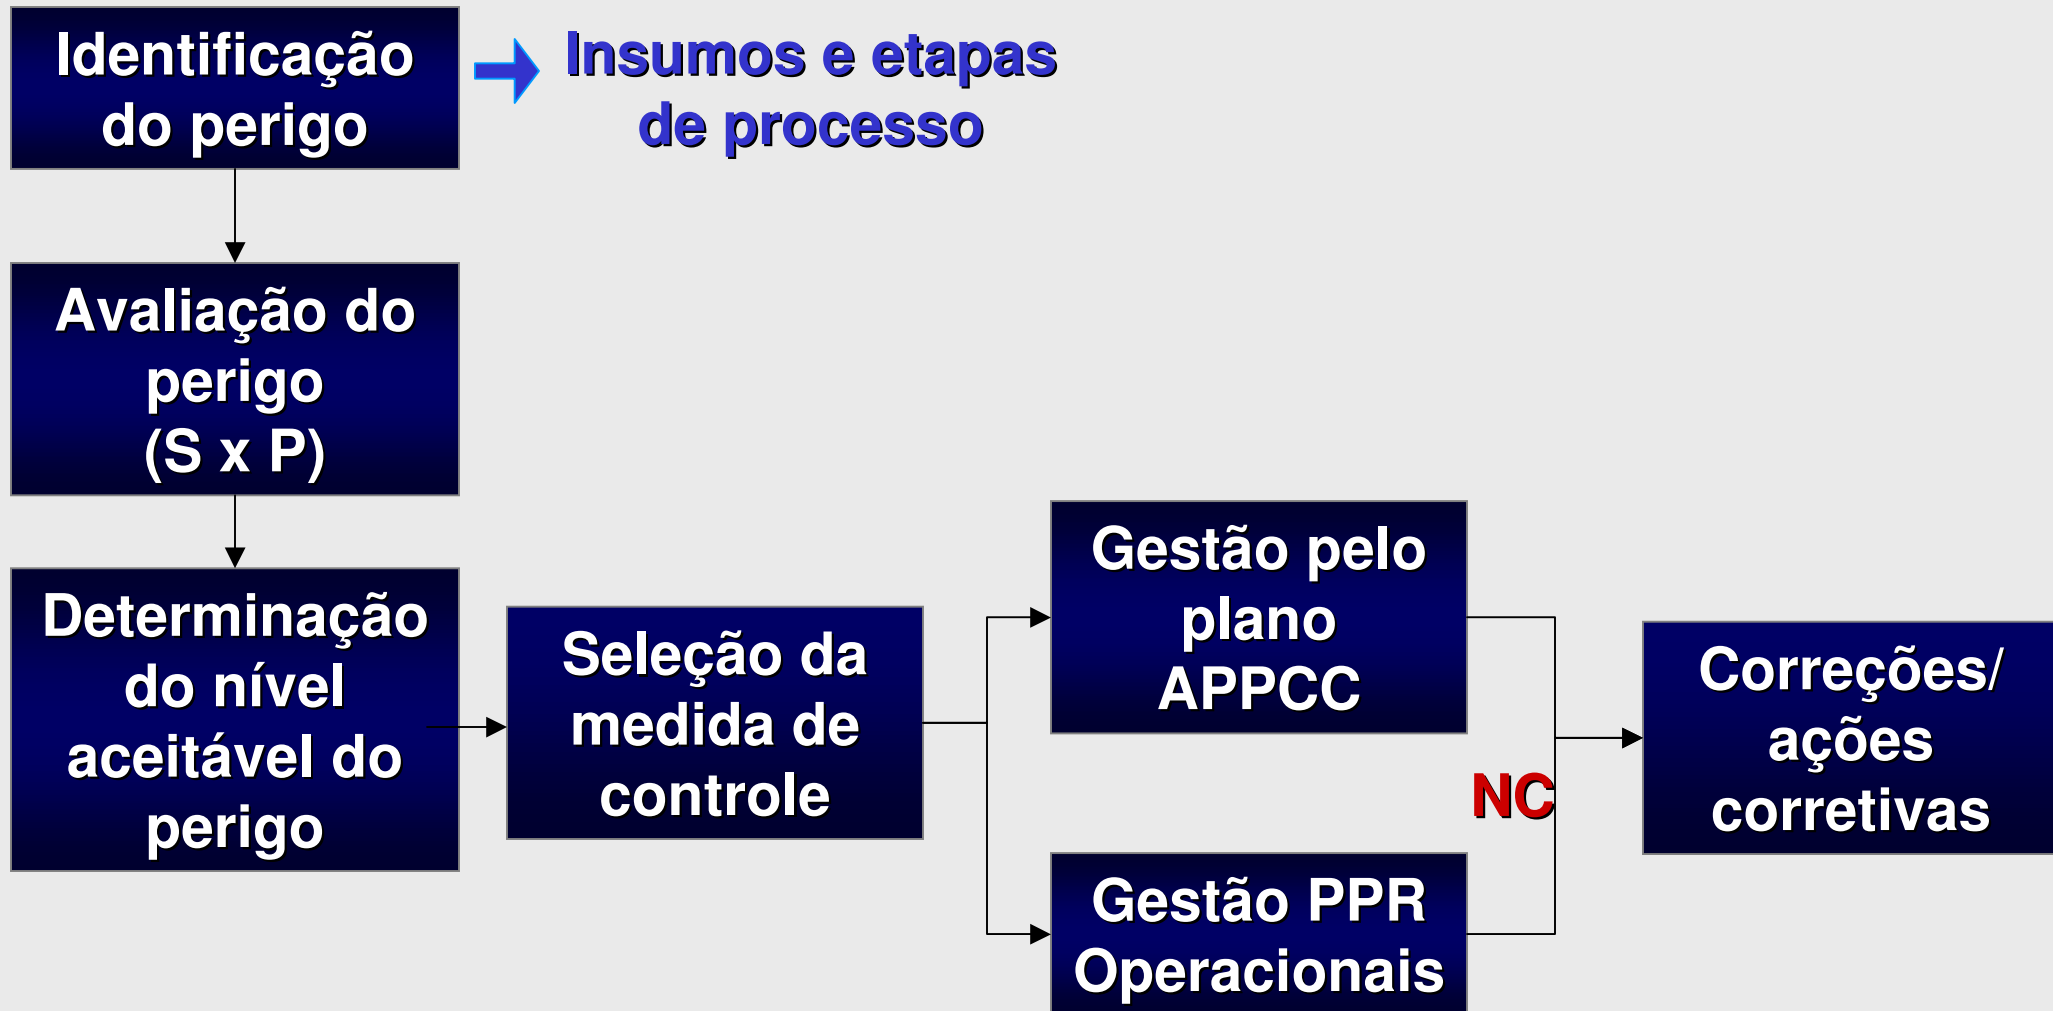 Identificação
do perigo
Insumos e etapas
de processo
Avaliação do
perigo
(S x P)
Determinação
do nível
aceitável do
perigo
Seleção da
medida de
controle
Gestão pelo
plano
APPCC
NC
Gestão PPR
Operacionais
Correções/
ações
corretivas